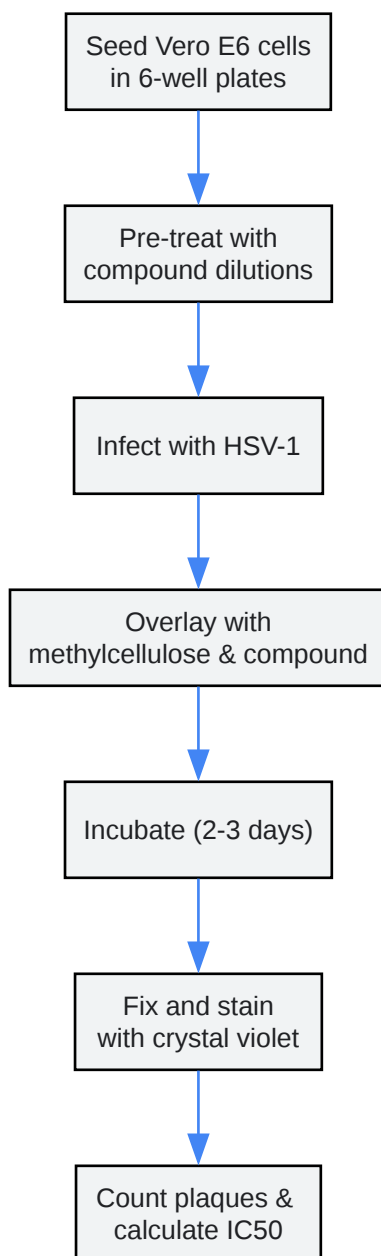 Seed Vero E6 cells
in 6-well plates
Pre-treat with
compound dilutions
Infect with HSV-1
Overlay with
methylcellulose & compound
Incubate (2-3 days)
Fix and stain
with crystal violet
Count plaques &
calculate IC50